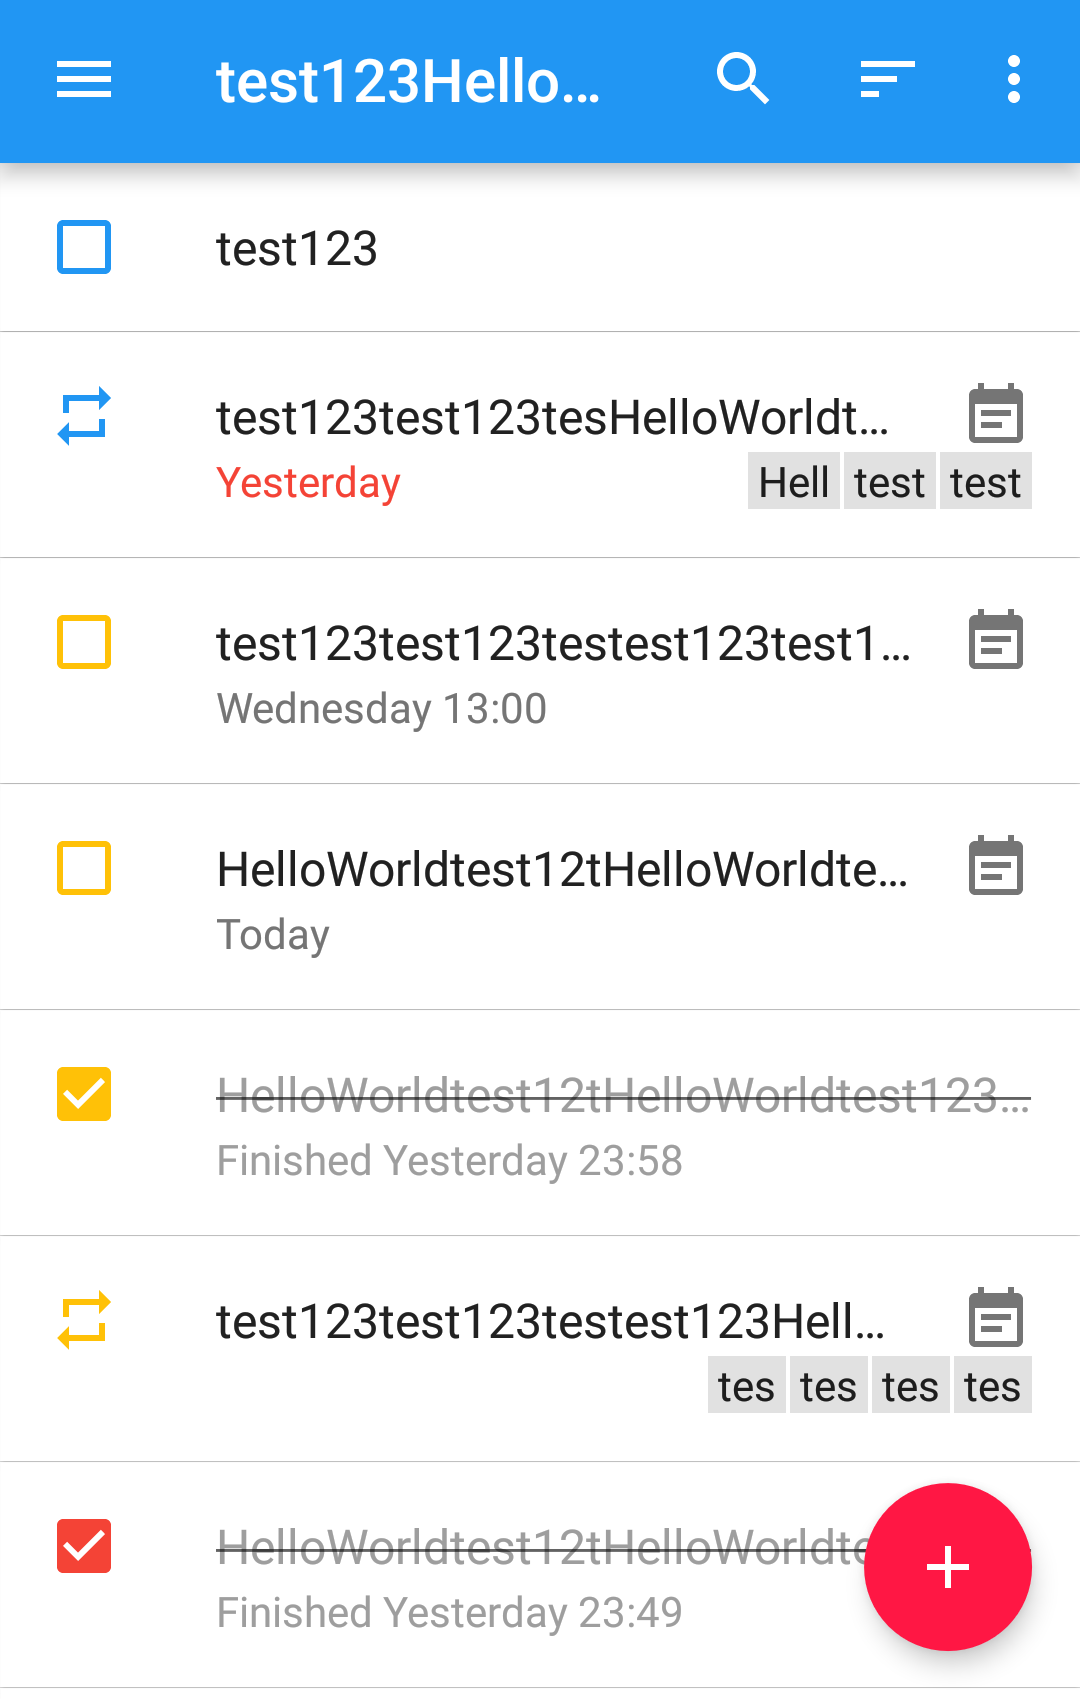 test123Hello...
test123
test123test123tesHelloWorldt...
Yesterday Hell test test
test123test123testest123test1...
Wednesday 13:00
HelloWorldtest12tHelloWorldte...
Today
HelloWorldtest12tHelloWorldtest123...
Finished Yesterday 23:58
test123test123testest123Hell...
tes tes tes tes
HelloWorldtest12tHelloWorldte
Finished Yesterday 23:49